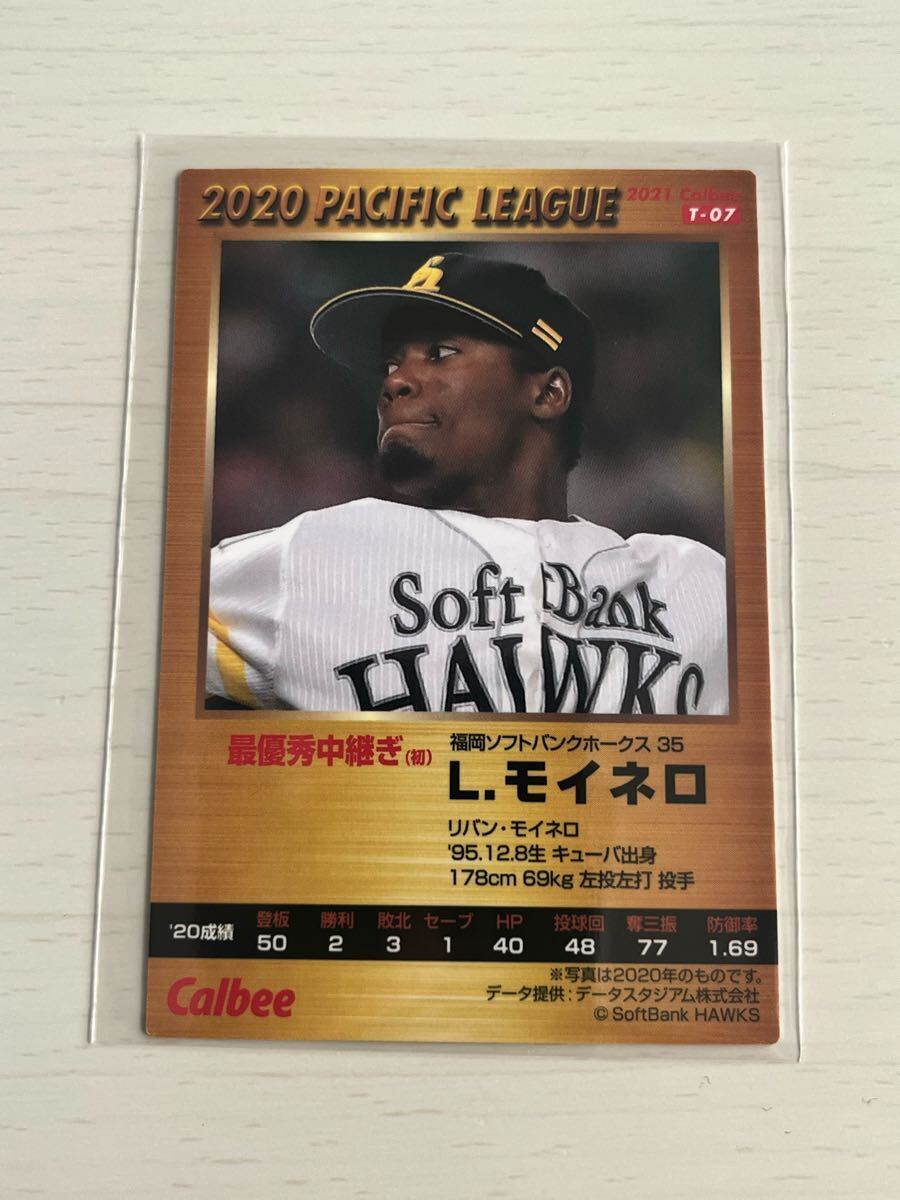 2020 PACIFIC LEAGUE
2021 Calbee
T-07
SoftBank
HAWKS
最優秀中継ぎ(初)
福岡ソフトバンクホークス 35
L.モイネロ
リバン・モイネロ
'95.12.8生 キューバ出身
178cm 69kg 左投左打 投手
'20成績 登板 勝利 敗北 セーブ HP 投球回 奪三振 防御率
50 2 3 1 40 48 77 1.69
※写真は2020年のものです。
データ提供：データスタジアム株式会社
© SoftBank HAWKS
Calbee